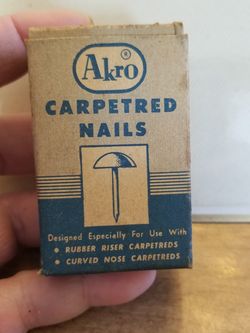 Akro®
CARPETRED
NAILS
Designed Especially For Use With
• RUBBER RISER CARPETREDS
• CURVED NOSE CARPETREDS